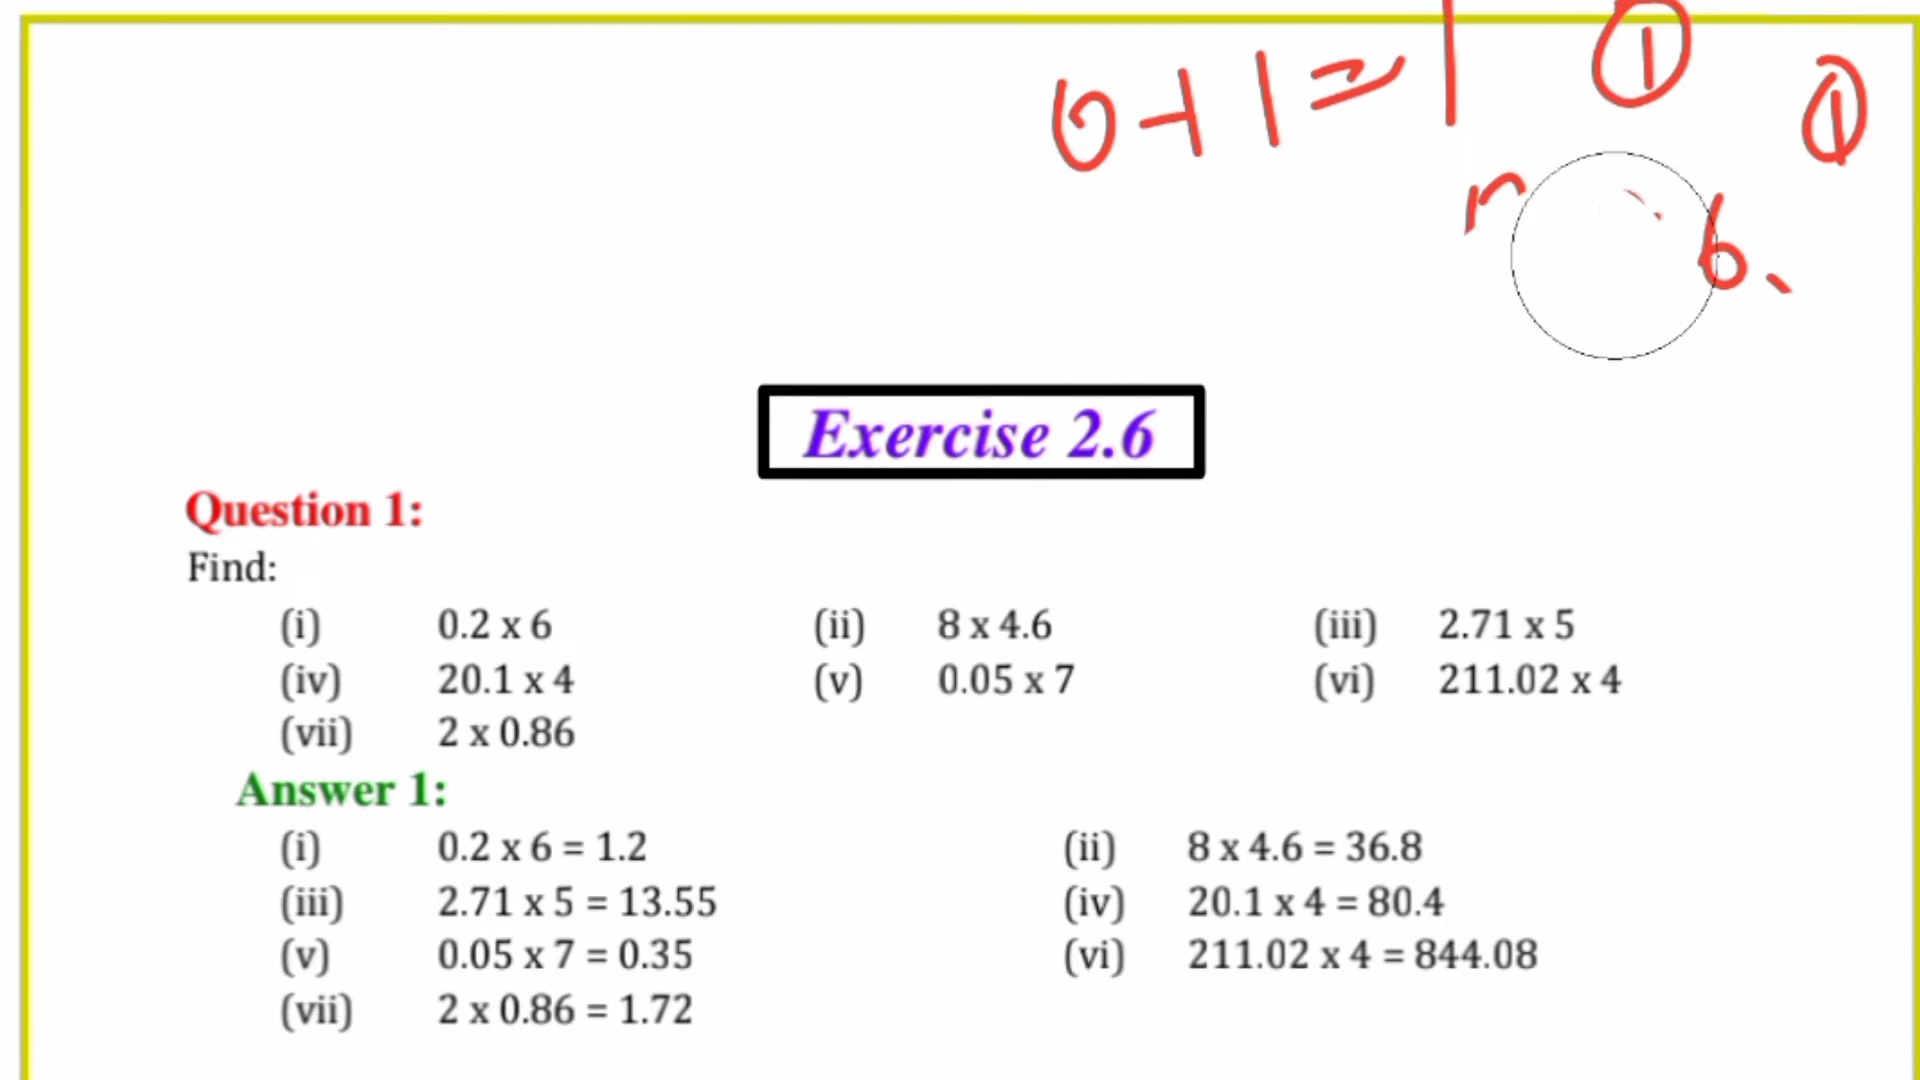 0+1=1 ① ①
Exercise 2.6
Question 1:
Find:
(i) 0.2 x 6 (ii) 8 x 4.6 (iii) 2.71 x 5
(iv) 20.1 x 4 (v) 0.05 x 7 (vi) 211.02 x 4
(vii) 2 x 0.86
Answer 1:
(i) 0.2 x 6 = 1.2 (ii) 8 x 4.6 = 36.8
(iii) 2.71 x 5 = 13.55 (iv) 20.1 x 4 = 80.4
(v) 0.05 x 7 = 0.35 (vi) 211.02 x 4 = 844.08
(vii) 2 x 0.86 = 1.72